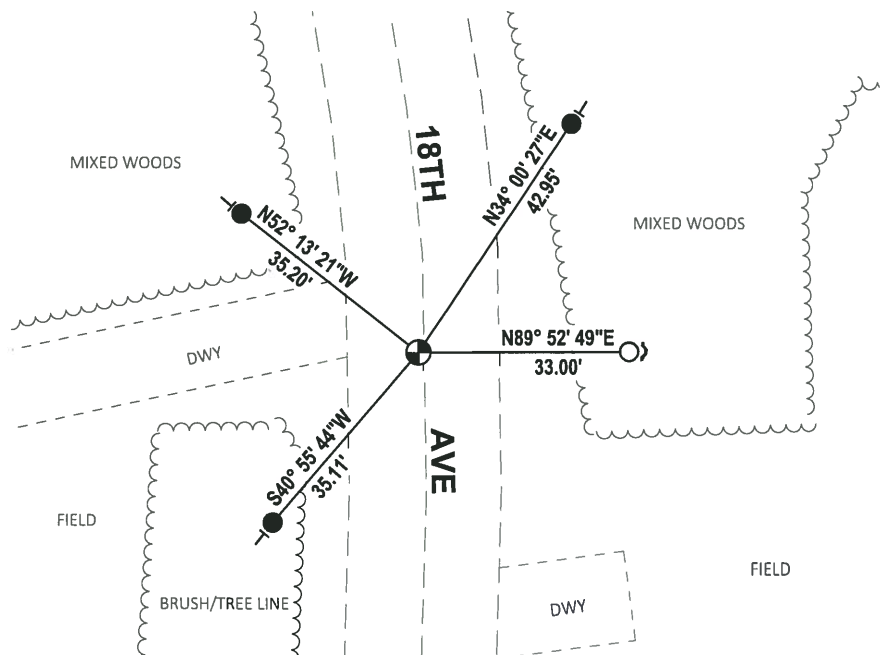 18TH
MIXED WOODS
N34° 00' 27"E
42.95'
N52° 13' 21"W
35.20'
MIXED WOODS
N89° 52' 49"E
33.00'
DWY
S40° 55' 44"W
35.11'
AVE
FIELD
FIELD
BRUSH/TREE LINE
DWY